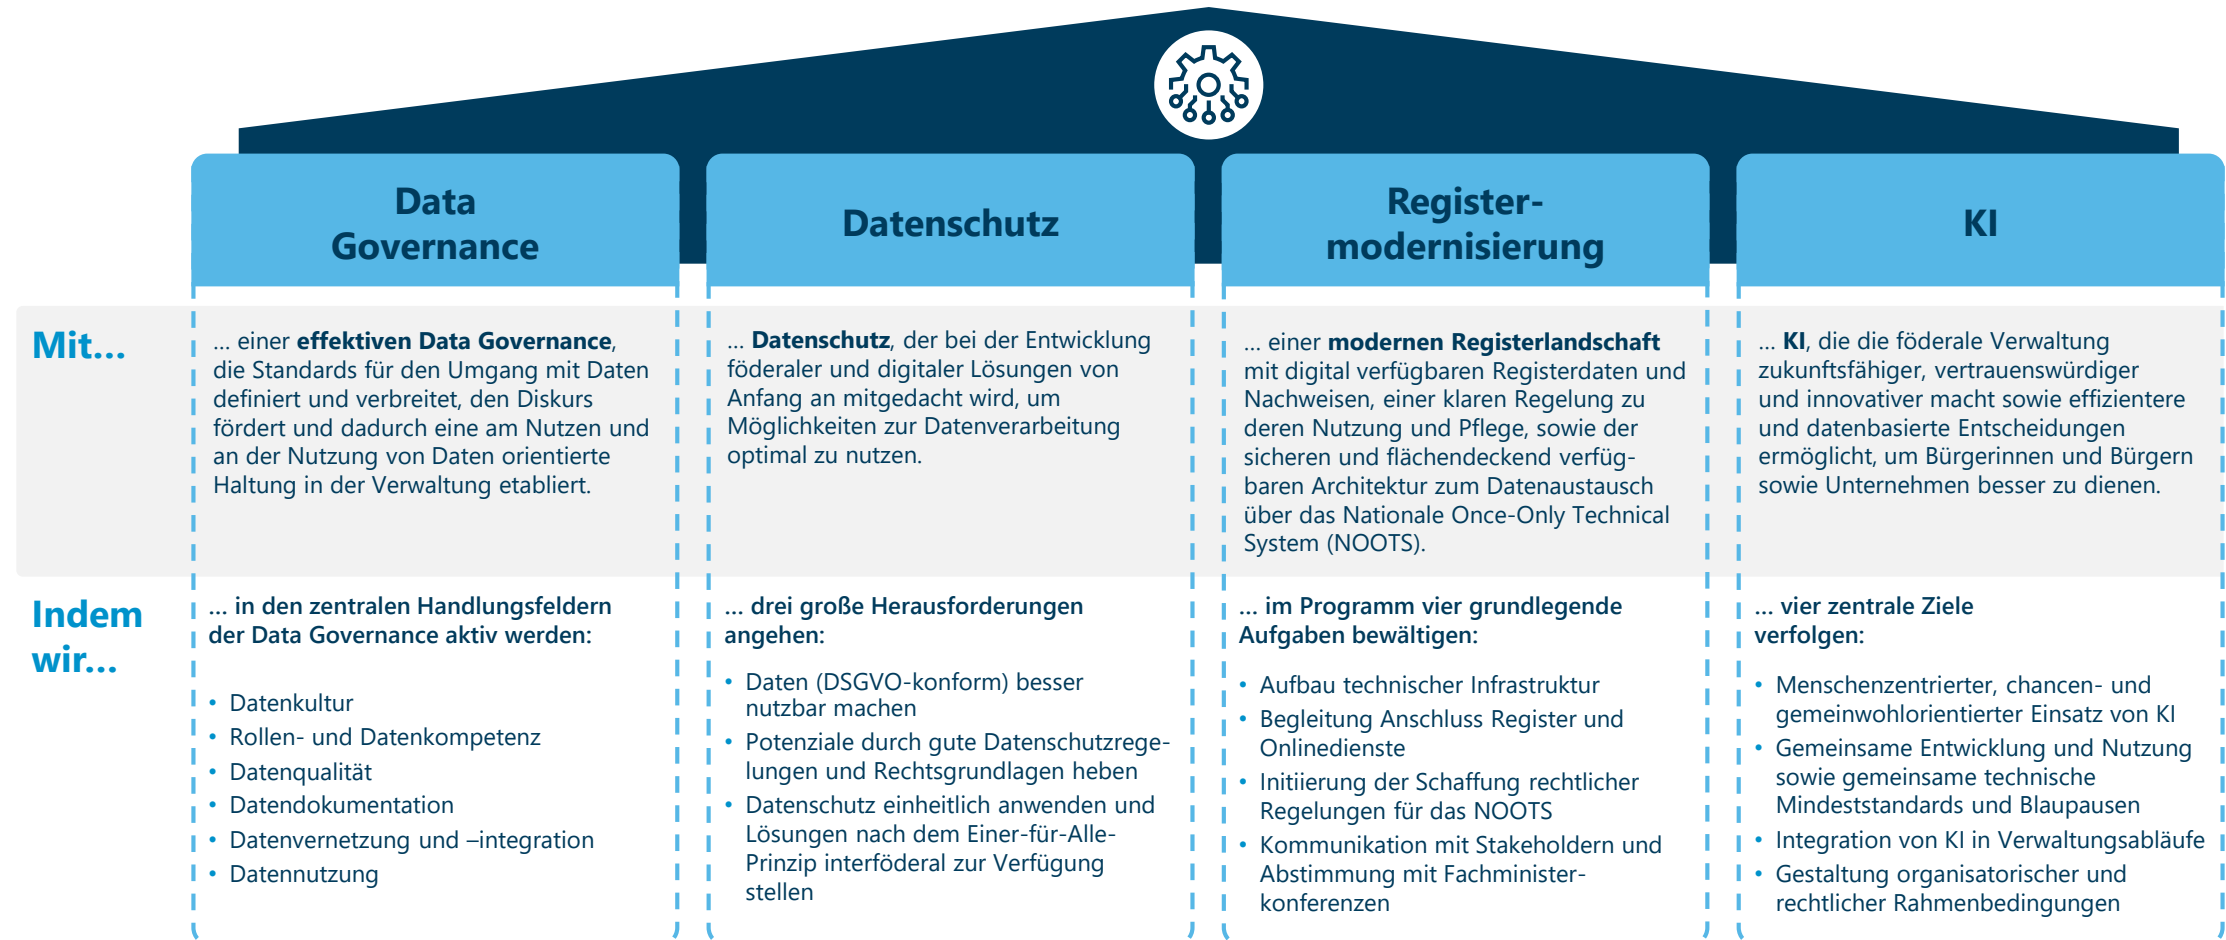 Data
Governance
Datenschutz
Register-
modernisierung
KI
Mit...
... einer effektiven Data Governance,
die Standards für den Umgang mit Daten
definiert und verbreitet, den Diskurs
fördert und dadurch eine am Nutzen und
an der Nutzung von Daten orientierte
Haltung in der Verwaltung etabliert.
... Datenschutz, der bei der Entwicklung
föderaler und digitaler Lösungen von
Anfang an mitgedacht wird, um
Möglichkeiten zur Datenverarbeitung
optimal zu nutzen.
... einer modernen Registerlandschaft
mit digital verfügbaren Registerdaten und
Nachweisen, einer klaren Regelung zu
deren Nutzung und Pflege, sowie der
sicheren und flächendeckend verfüg-
baren Architektur zum Datenaustausch
über das Nationale Once-Only Technical
System (NOOTS).
... KI, die die föderale Verwaltung
zukunftsfähiger, vertrauenswürdiger
und innovativer macht sowie effizientere
und datenbasierte Entscheidungen
ermöglicht, um Bürgerinnen und Bürgern
sowie Unternehmen besser zu dienen.
Indem
wir...
... in den zentralen Handlungsfeldern
der Data Governance aktiv werden:
• Datenkultur
• Rollen- und Datenkompetenz
• Datenqualität
• Datendokumentation
• Datenvernetzung und –integration
• Datennutzung
... drei große Herausforderungen
angehen:
• Daten (DSGVO-konform) besser
nutzbar machen
• Potenziale durch gute Datenschutzrege-
lungen und Rechtsgrundlagen heben
• Datenschutz einheitlich anwenden und
Lösungen nach dem Einer-für-Alle-
Prinzip interföderal zur Verfügung
stellen
... im Programm vier grundlegende
Aufgaben bewältigen:
• Aufbau technischer Infrastruktur
• Begleitung Anschluss Register und
Onlinedienste
• Initiierung der Schaffung rechtlicher
Regelungen für das NOOTS
• Kommunikation mit Stakeholdern und
Abstimmung mit Fachminister-
konferenzen
... vier zentrale Ziele
verfolgen:
• Menschenzentrierter, chancen- und
gemeinwohlorientierter Einsatz von KI
• Gemeinsame Entwicklung und Nutzung
sowie gemeinsame technische
Mindeststandards und Blaupausen
• Integration von KI in Verwaltungsabläufe
• Gestaltung organisatorischer und
rechtlicher Rahmenbedingungen